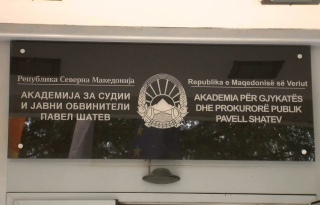 Република Северна Македонија
АКАДЕМИЈА ЗА СУДИИ
И ЈАВНИ ОБВИНИТЕЛИ
ПАВЕЛ ШАТЕВ
Republika e Maqedonisë së Veriut
AKADEMIA PËR GJYKATËS
DHE PROKURORË PUBLIK
PAVELL SHATEV